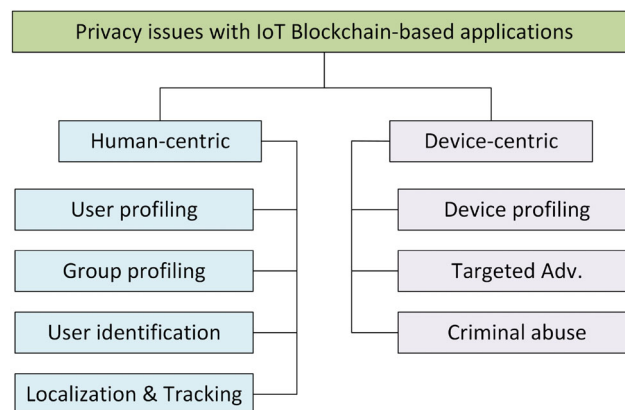 Privacy issues with IoT Blockchain-based applications
Human-centric
Device-centric
User profiling
Device profiling
Group profiling
Targeted Adv.
User identification
Criminal abuse
Localization & Tracking